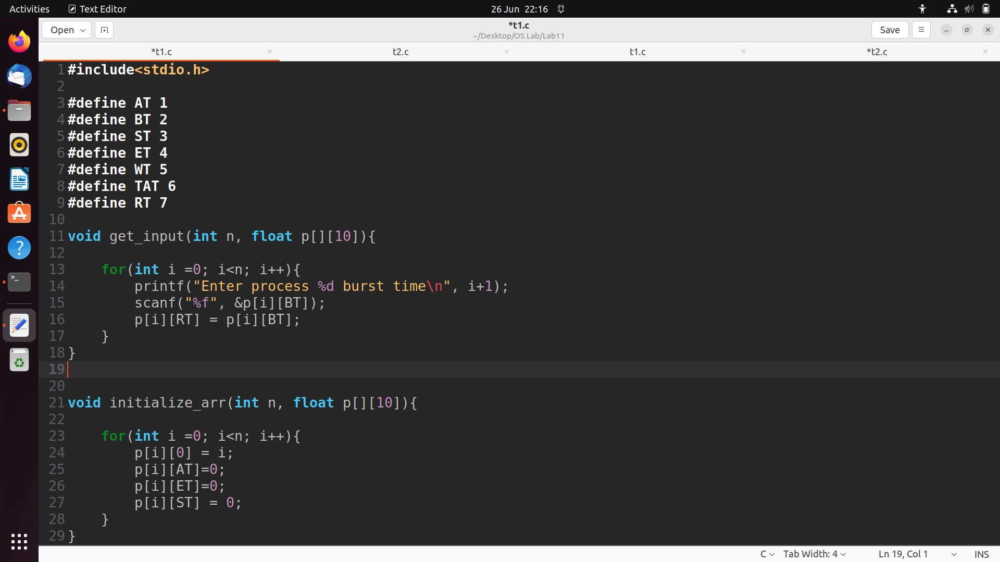 Activities Text Editor 26 Jun 22:16
Open *t1.c Save
~/Desktop/OS Lab/Lab11
*t1.c t2.c t1.c *t2.c
1 #include<stdio.h>
2
3 #define AT 1
4 #define BT 2
5 #define ST 3
6 #define ET 4
7 #define WT 5
8 #define TAT 6
9 #define RT 7
10
11 void get_input(int n, float p[][10]){
12
13     for(int i =0; i<n; i++){
14         printf("Enter process %d burst time\n", i+1);
15         scanf("%f", &p[i][BT]);
16         p[i][RT] = p[i][BT];
17     }
18 }
19
20
21 void initialize_arr(int n, float p[][10]){
22
23     for(int i =0; i<n; i++){
24         p[i][0] = i;
25         p[i][AT]=0;
26         p[i][ET]=0;
27         p[i][ST] = 0;
28     }
29 }
C Tab Width: 4 Ln 19, Col 1 INS